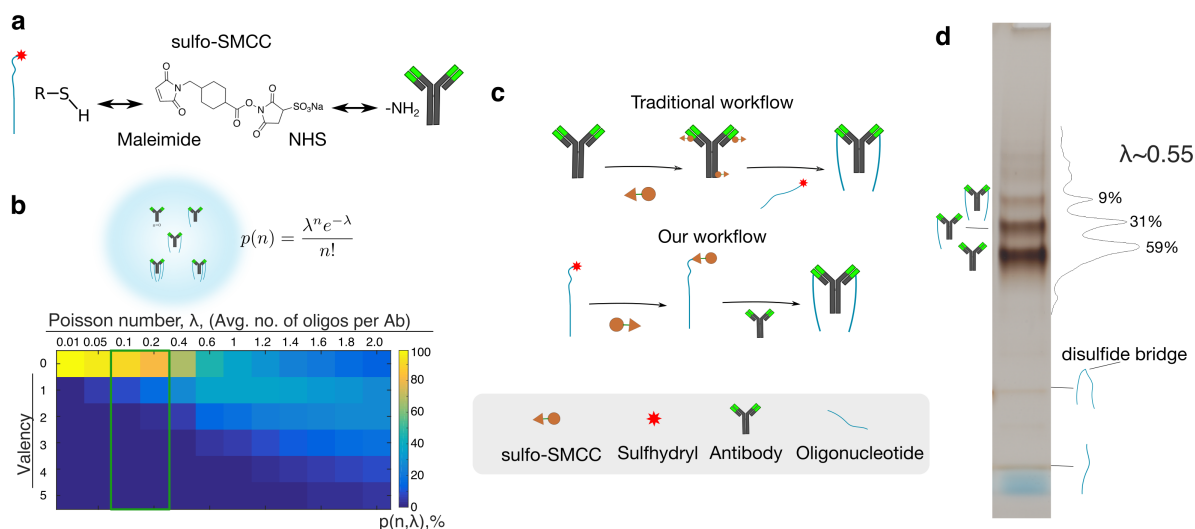 a
sulfo-SMCC
R
S
H
N
O
O
O
O
O
N
O
O
SO₃Na
-NH₂
Maleimide
NHS
b
n=0
p(n) = λⁿe^{-λ} / n!
Poisson number, λ, (Avg. no. of oligos per Ab)
0.01 0.05 0.1 0.2 0.4 0.6 1 1.2 1.4 1.6 1.8 2.0
Valency
0
1
2
3
4
5
100
80
60
40
20
0
p(n,λ),%
c
Traditional workflow
Our workflow
sulfo-SMCC Sulfhydryl Antibody Oligonucleotide
d
λ~0.55
9%
31%
59%
disulfide bridge